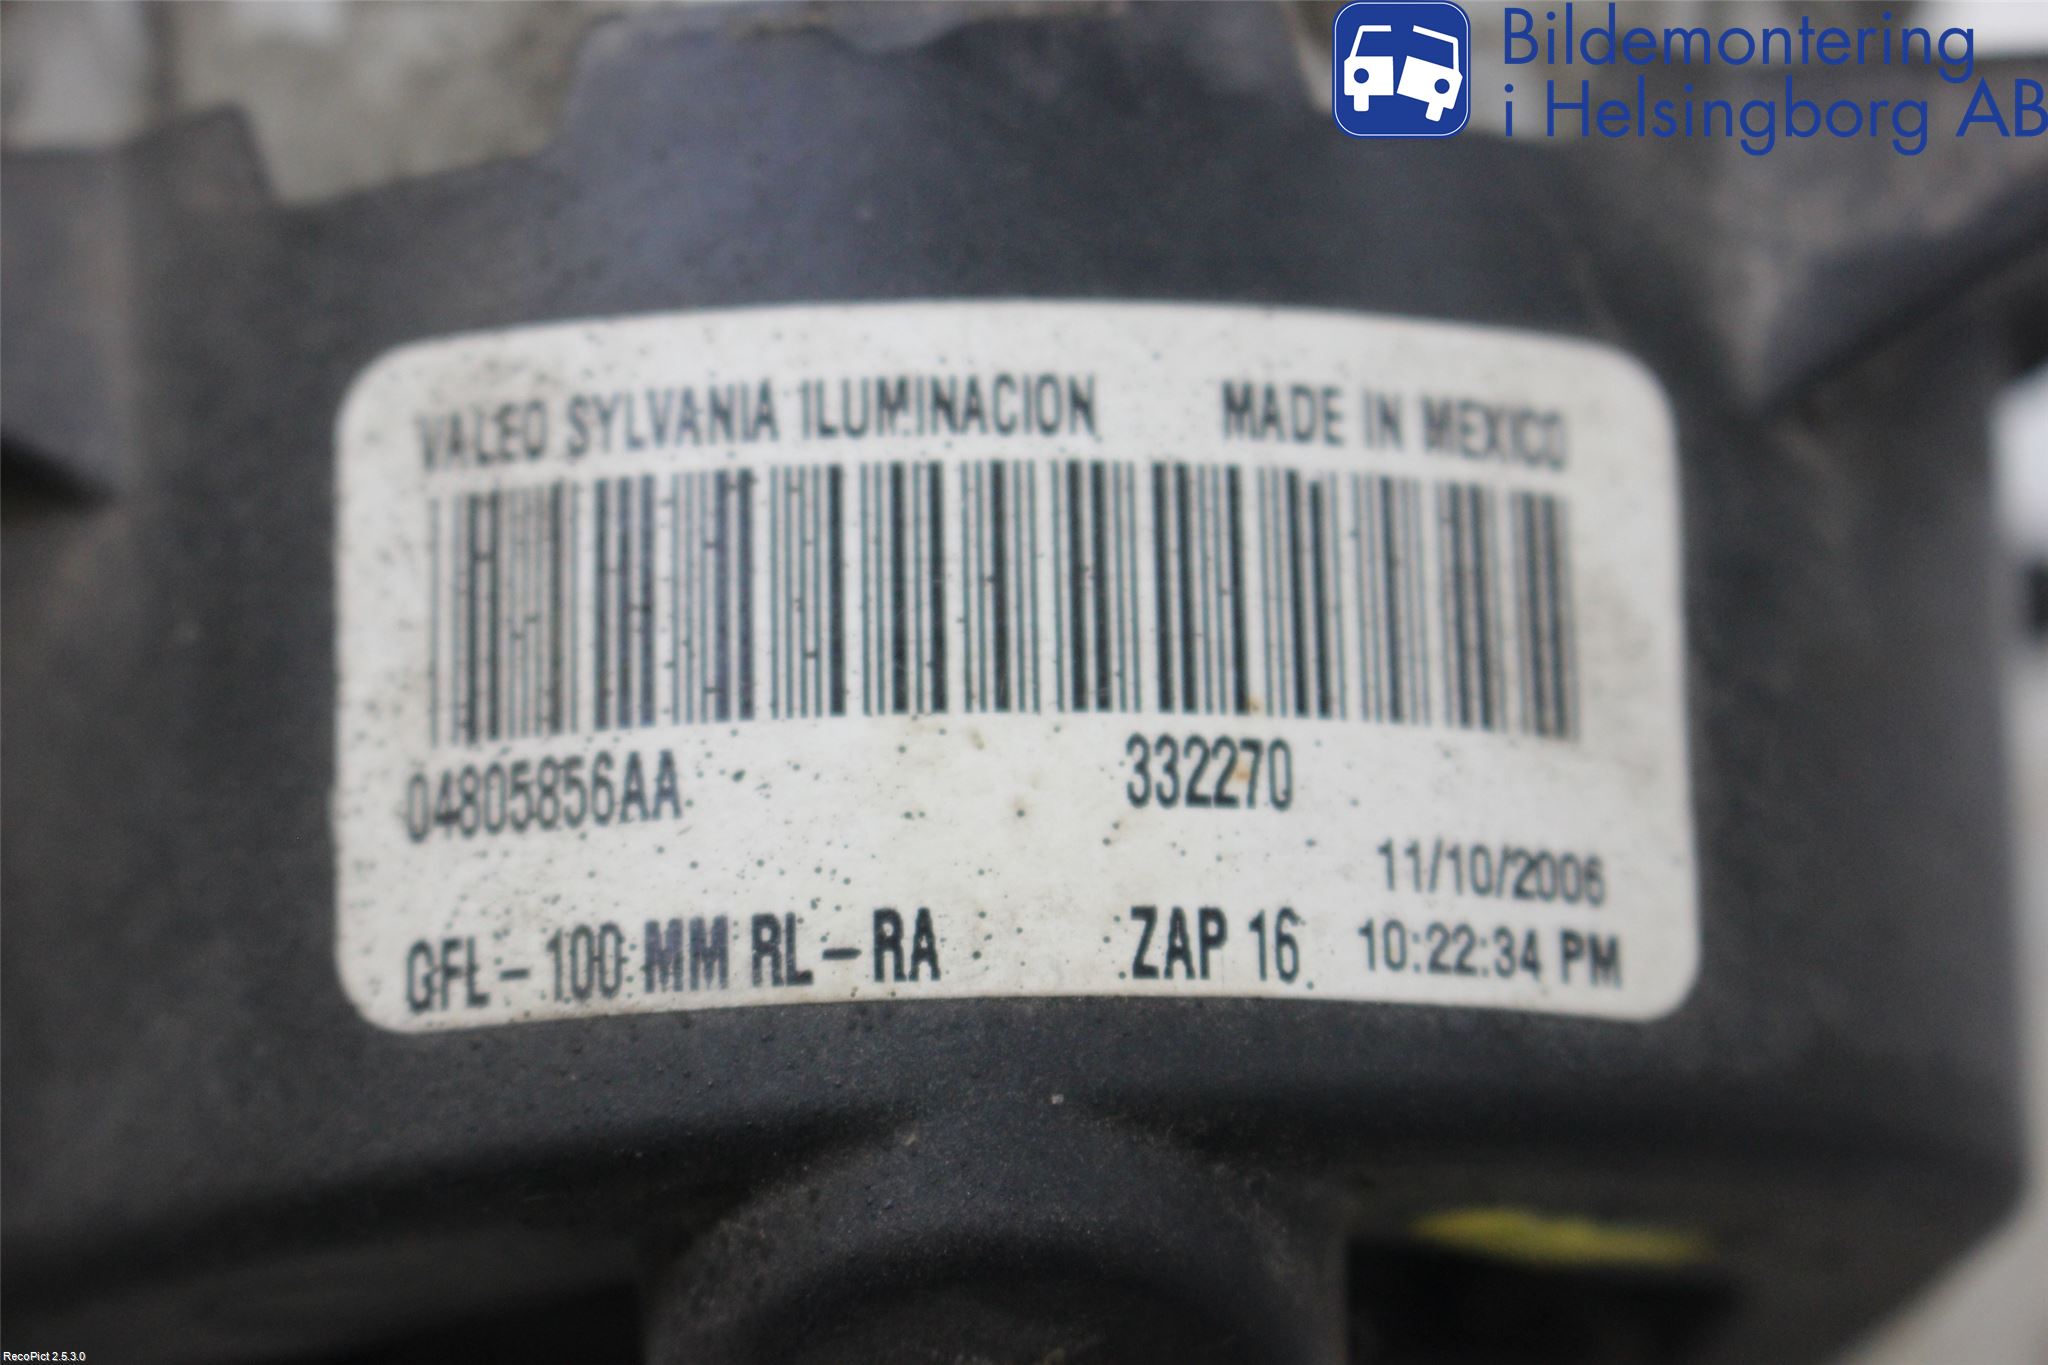 Bildemontering
i Helsingborg AB
VALEO SYLVANIA ILUMINACION MADE IN MEXICO
04805856AA 332270
11/10/2006
GFL - 100 MM RL - RA ZAP 16 10:22:34 PM
RecoPict 2.5.3.0